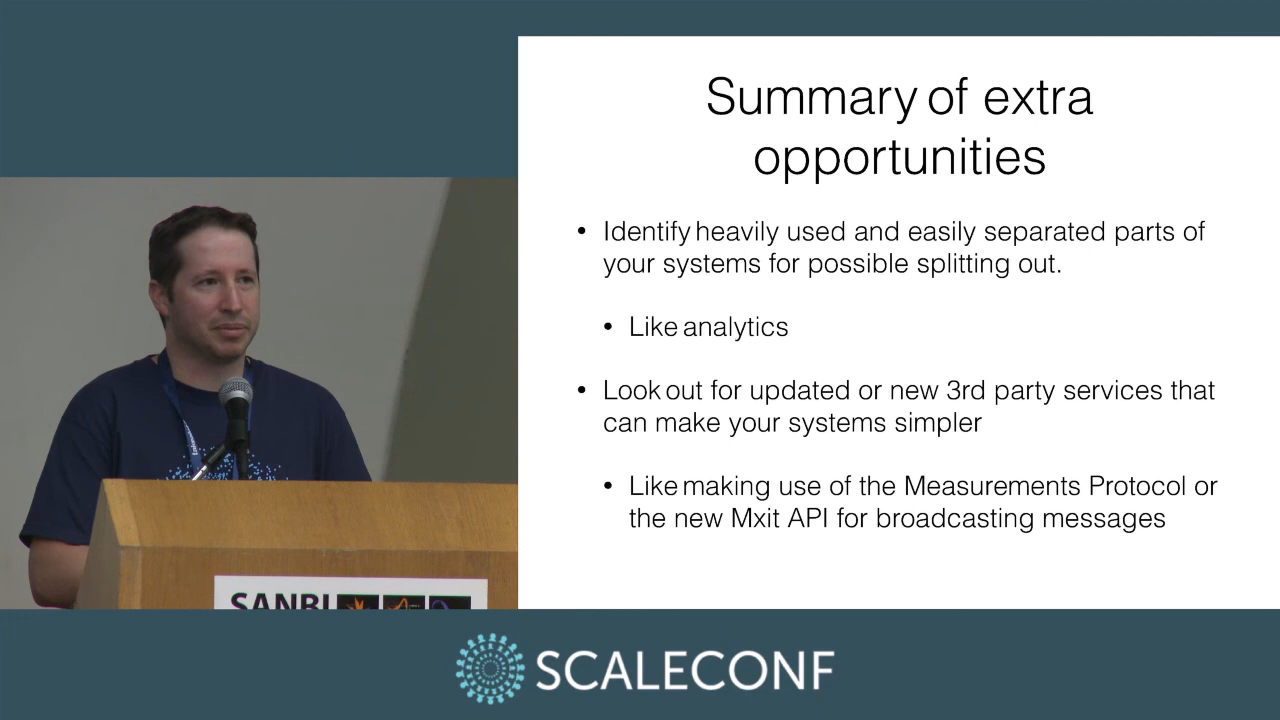 Summary of extra
opportunities
• Identify heavily used and easily separated parts of
your systems for possible splitting out.
• Like analytics
• Look out for updated or new 3rd party services that
can make your systems simpler
• Like making use of the Measurements Protocol or
the new Mxit API for broadcasting messages
SANBI
SCALECONF